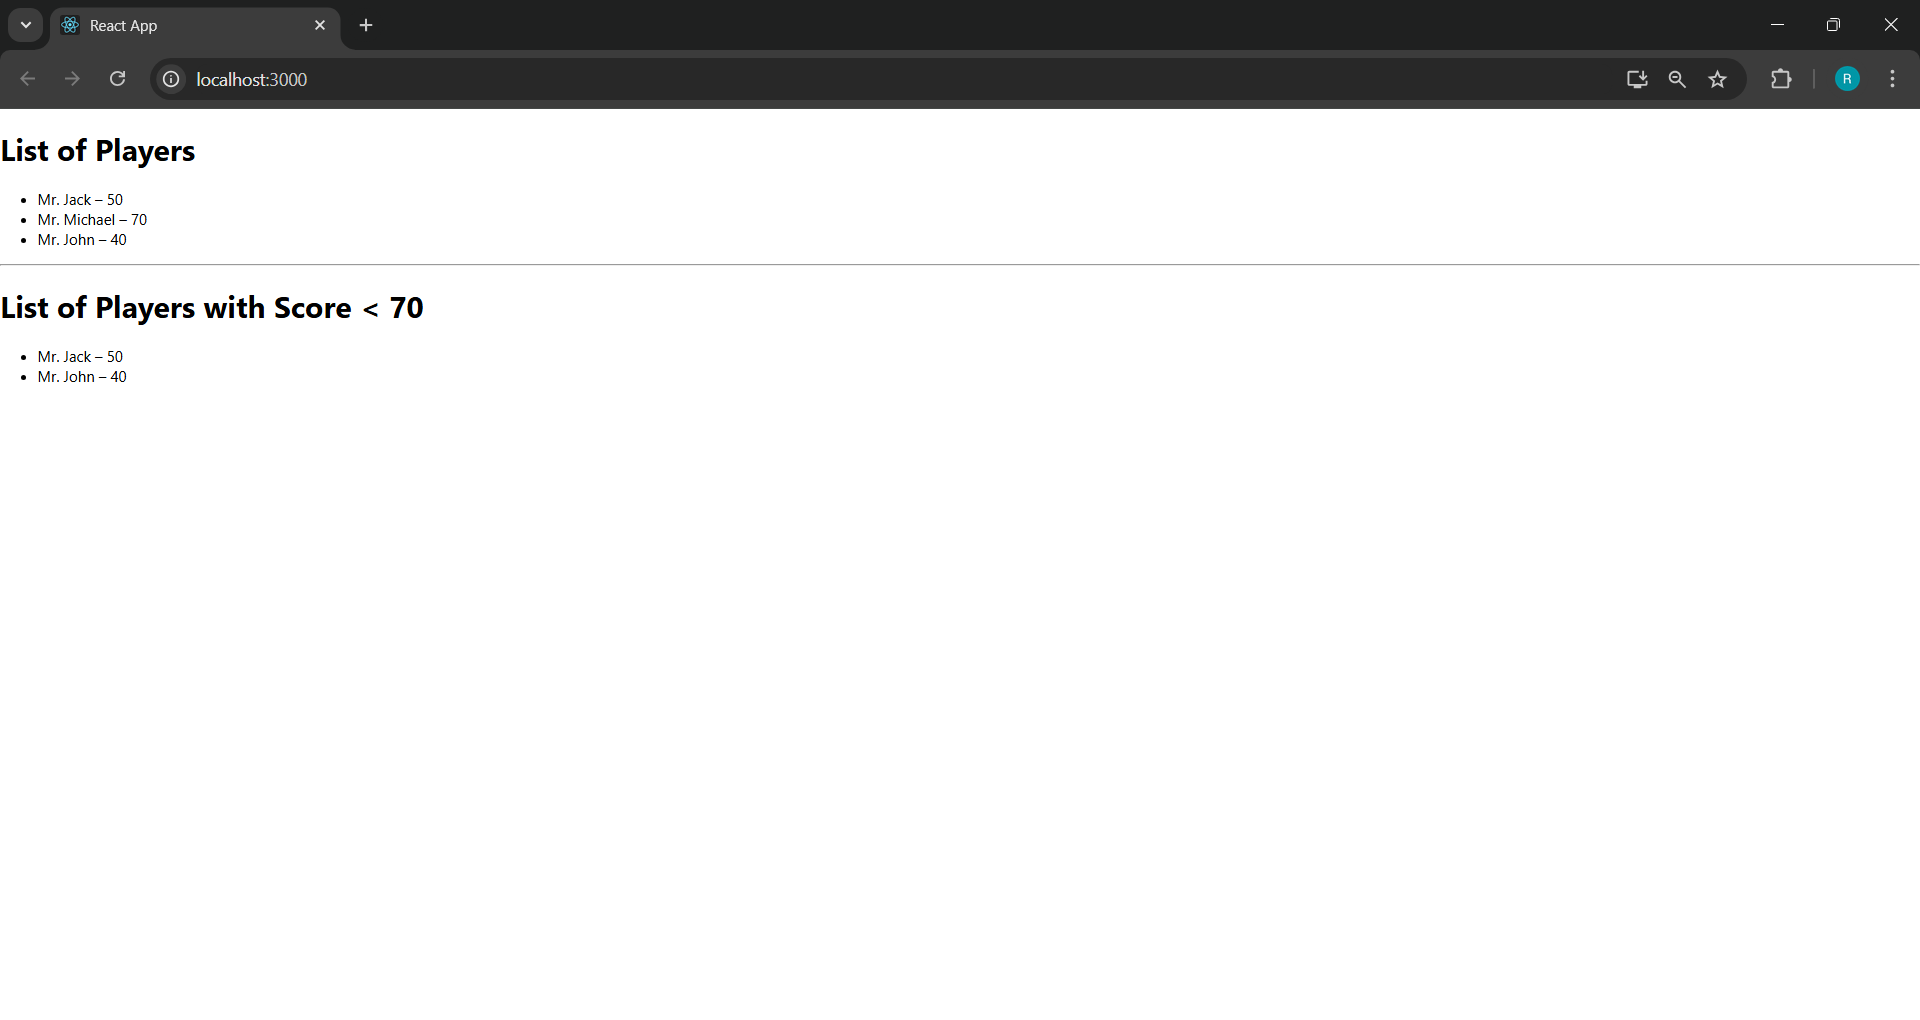 React App
localhost:3000
R
List of Players
Mr. Jack – 50
Mr. Michael – 70
Mr. John – 40
List of Players with Score < 70
Mr. Jack – 50
Mr. John – 40